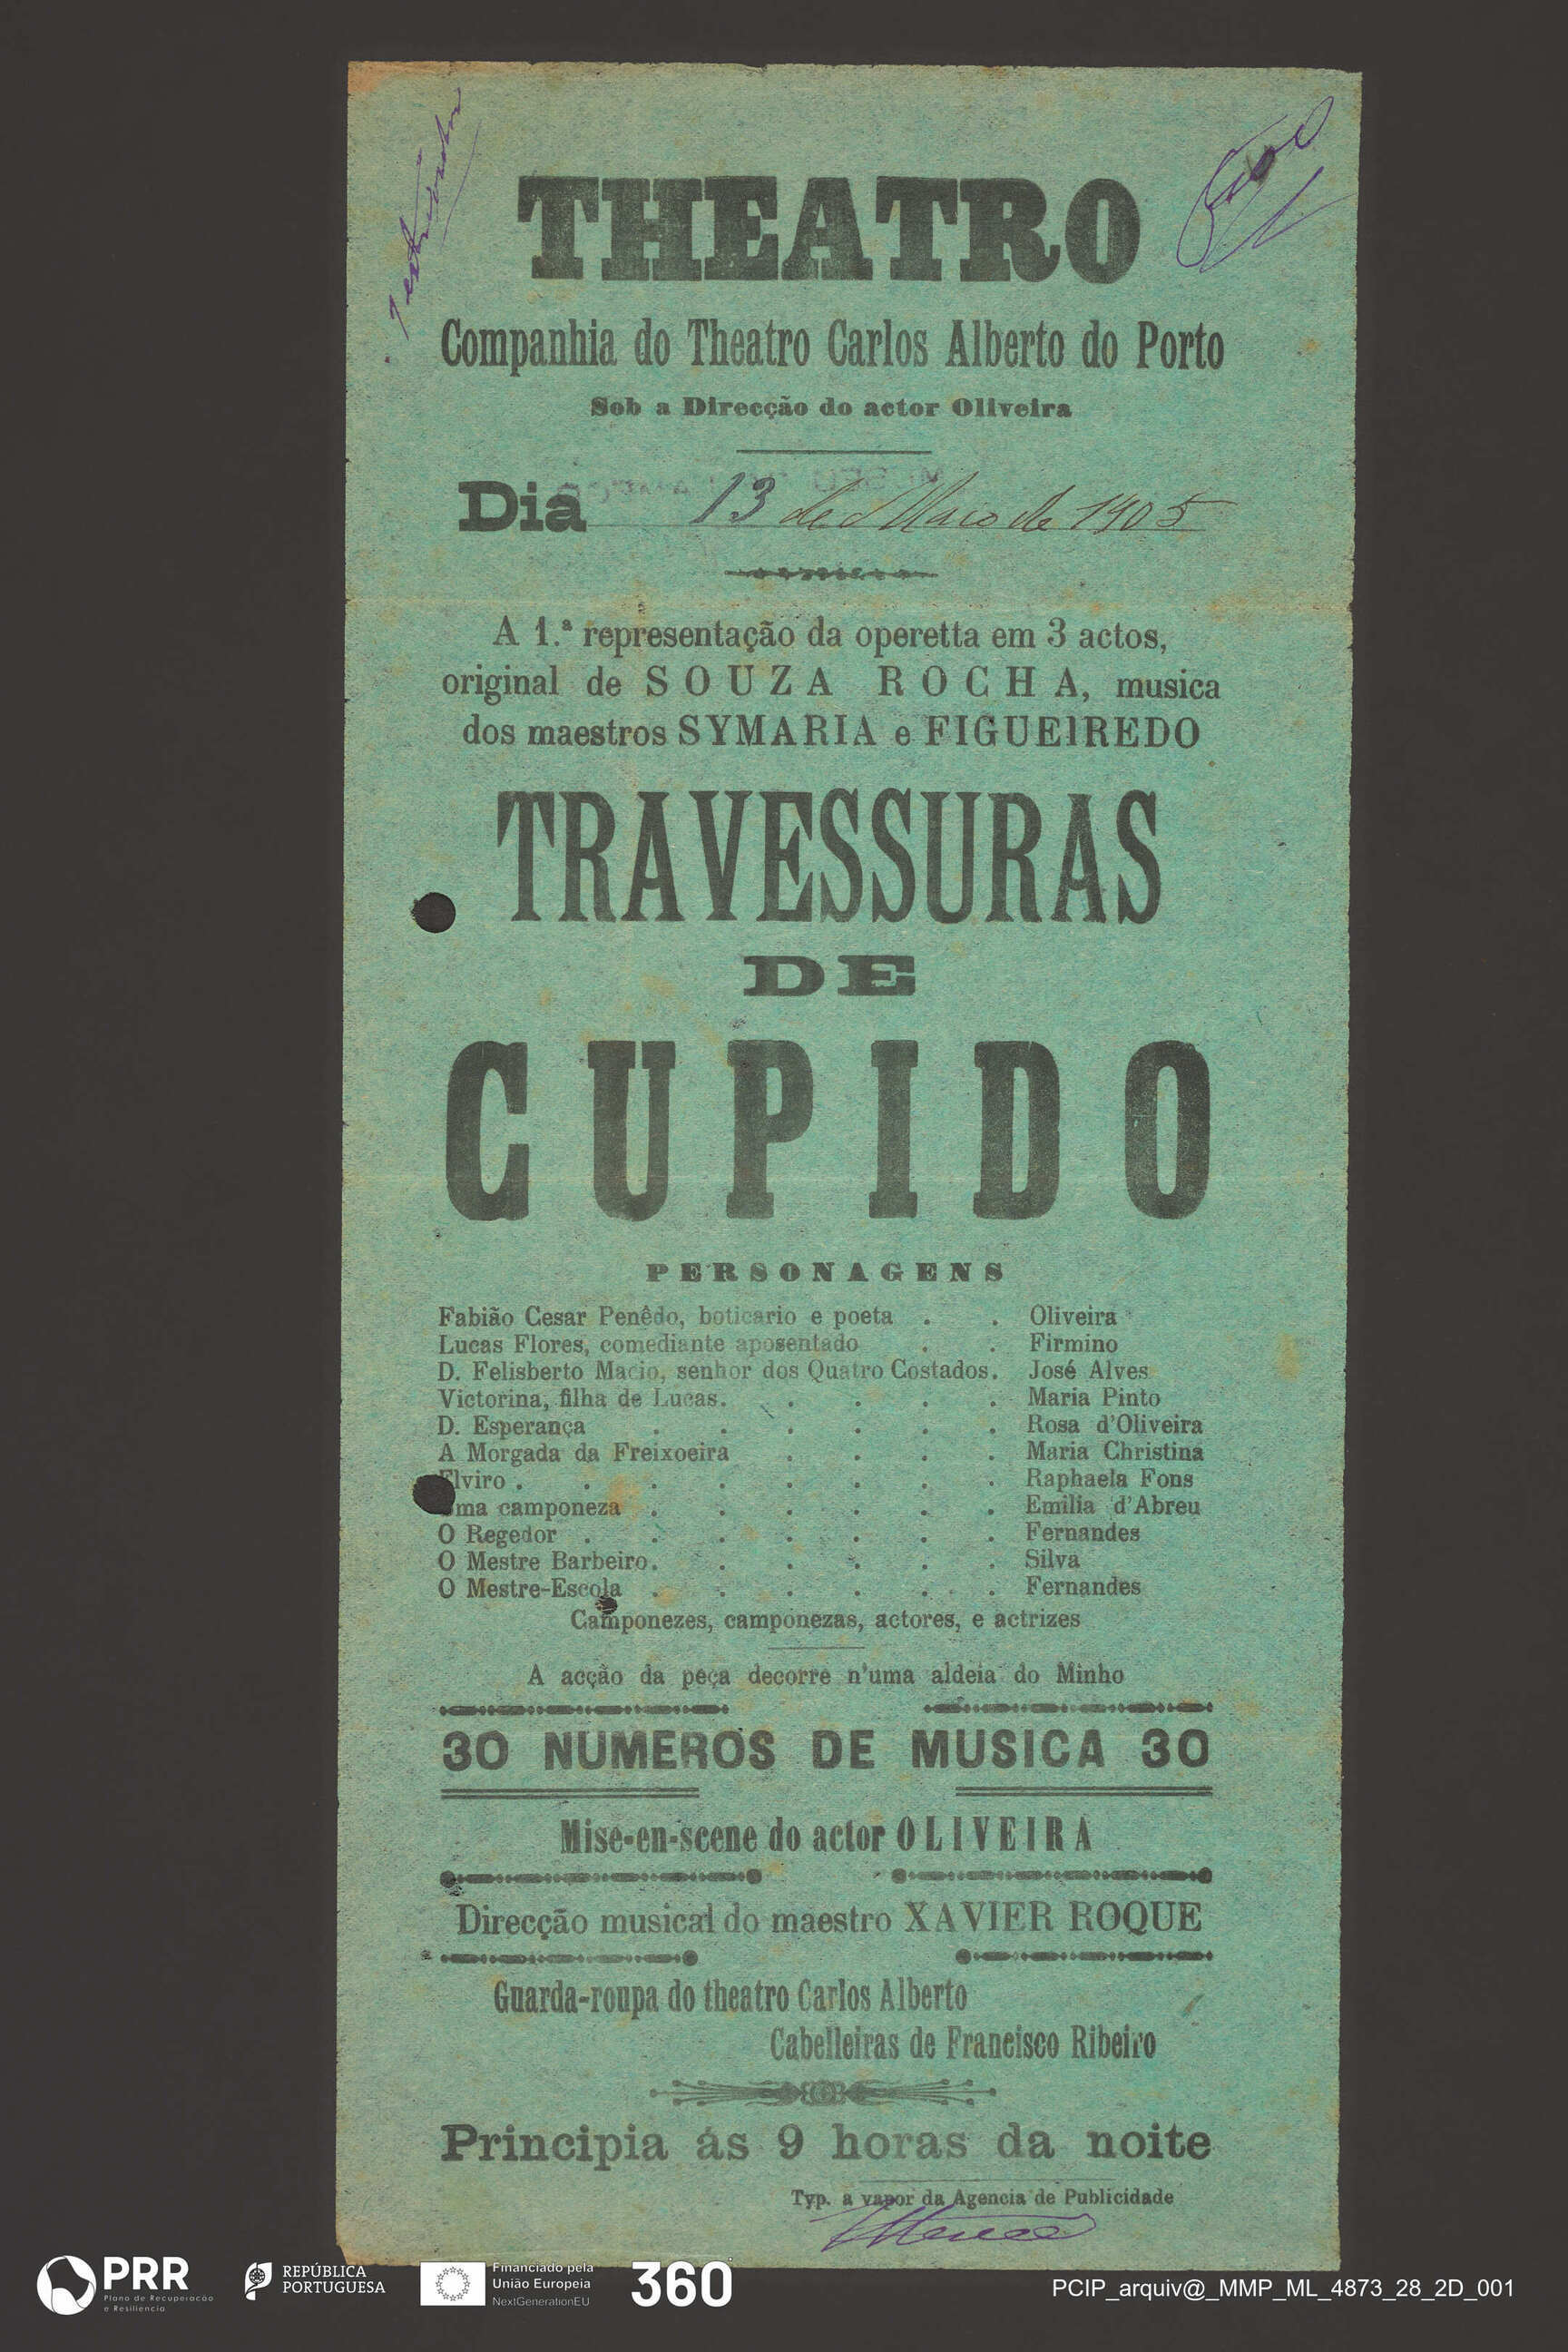 THEATRO
Companhia do Theatro Carlos Alberto do Porto
Sob a Direcção do actor Oliveira
Dia 13 de Maio de 1905
A 1.ª representação da operetta em 3 actos,
original de SOUZA ROCHA, musica
dos maestros SYMARIA e FIGUEIREDO
TRAVESSURAS
DE
CUPIDO
PERSONAGENS
Fabião Cesar Penêdo, boticario e poeta . . Oliveira
Lucas Flores, comediante aposentado . . Firmino
D. Felisberto Macio, senhor dos Quatro Costados. José Alves
Victorina, filha de Lucas. . . . . Maria Pinto
D. Esperança . . . . . . Rosa d'Oliveira
A Morgada da Freixoeira . . . . Maria Christina
Elviro . . . . . . . . Raphaela Fons
Uma camponeza . . . . . . Emilia d'Abreu
O Regedor . . . . . . . Fernandes
O Mestre Barbeiro. . . . . . Silva
O Mestre-Escola . . . . . . Fernandes
Camponezes, camponezas, actores, e actrizes
A acção da peça decorre n'uma aldeia do Minho
30 NUMEROS DE MUSICA 30
Mise-en-scene do actor OLIVEIRA
Direcção musical do maestro XAVIER ROQUE
Guarda-roupa do theatro Carlos Alberto
Cabelleiras de Francisco Ribeiro
Principia ás 9 horas da noite
Typ. a vapor da Agencia de Publicidade
PRR
Plano de Recuperação
e Resiliência
REPÚBLICA
PORTUGUESA
Financiado pela
União Europeia
NextGenerationEU
360
PCIP_arquiv@_MMP_ML_4873_28_2D_001